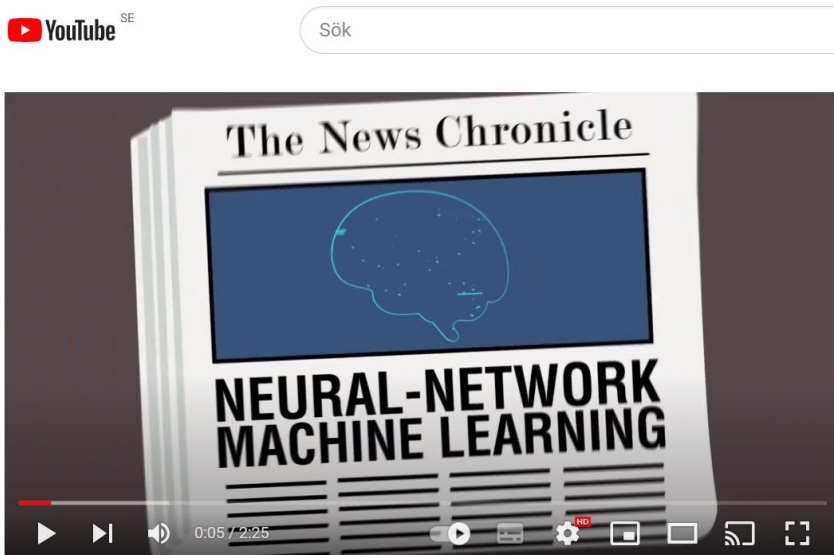 YouTube SE
Sök
The News Chronicle
NEURAL-NETWORK
MACHINE LEARNING
0:05 / 2:25
HD